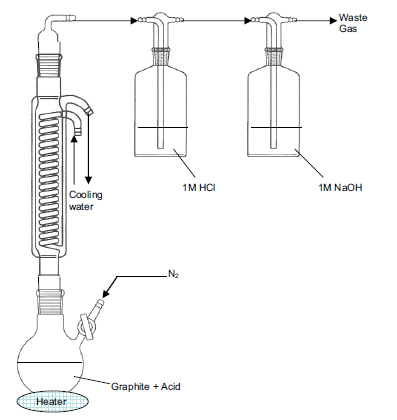 Waste
Gas
1M HCl
1M NaOH
Cooling
water
N2
Graphite + Acid
Heater